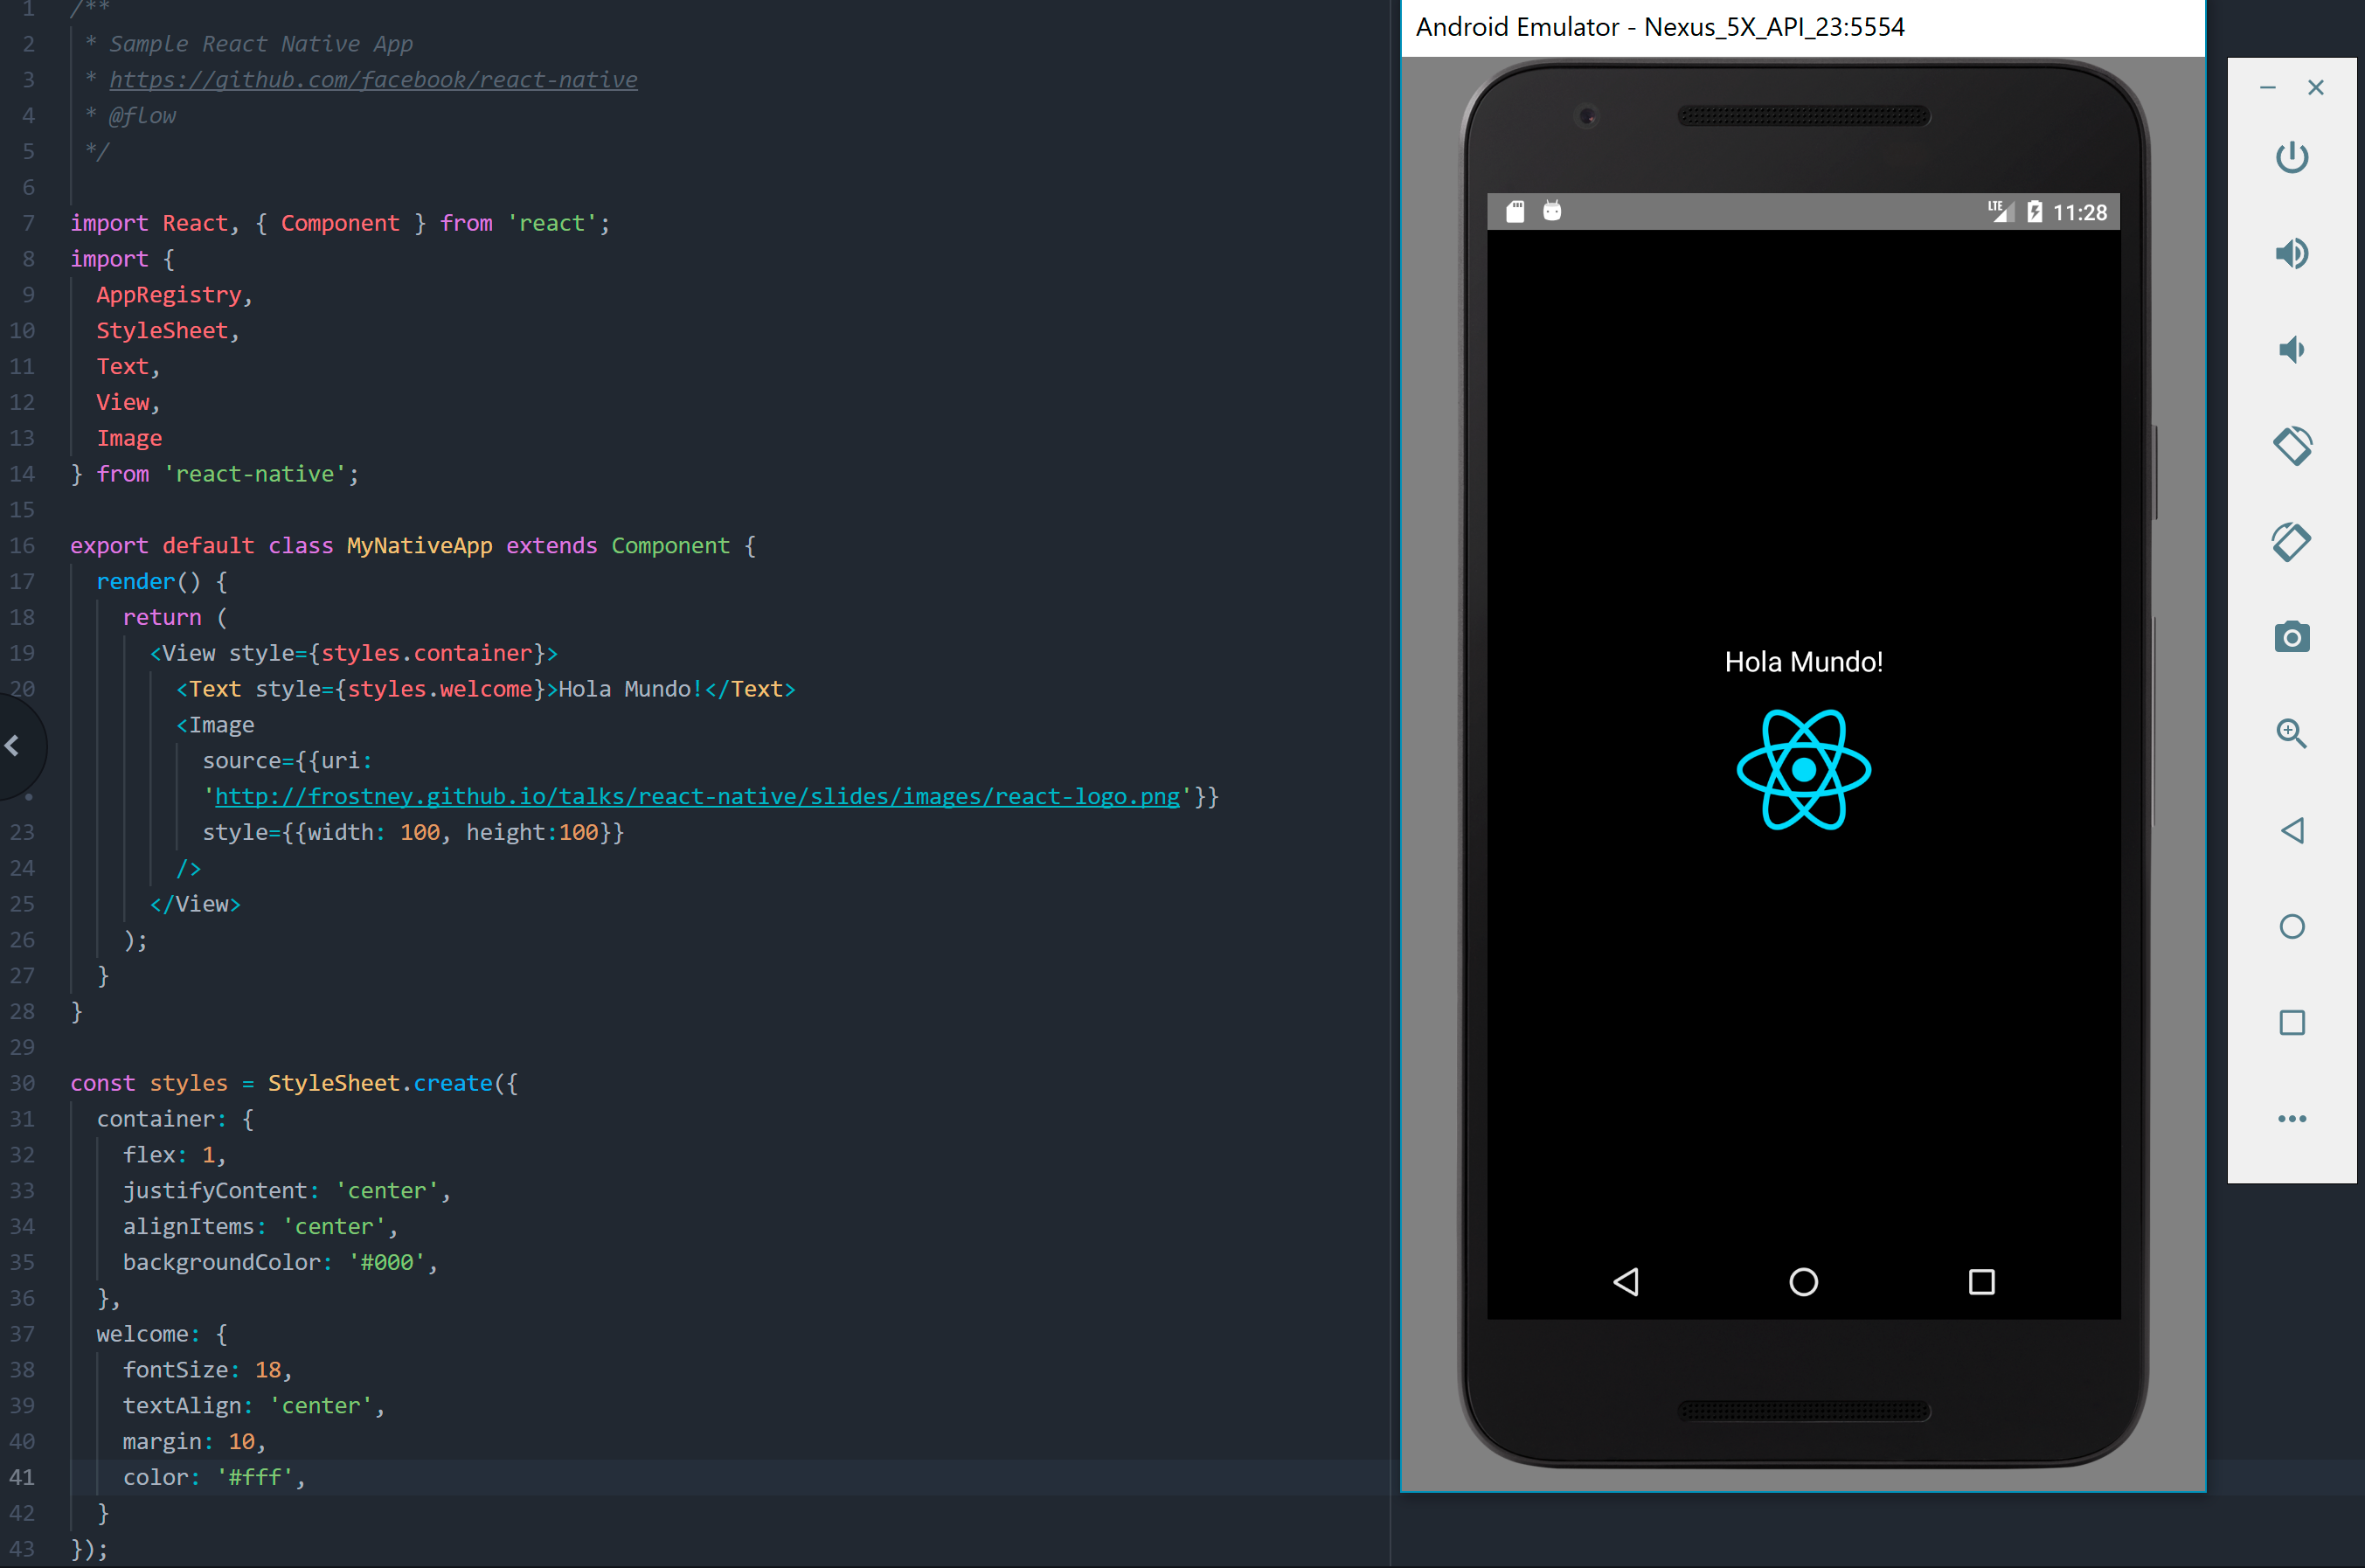 1 /**
2 * Sample React Native App
3 * https://github.com/facebook/react-native
4 * @flow
5 */
6
7 import React, { Component } from 'react';
8 import {
9 AppRegistry,
10 StyleSheet,
11 Text,
12 View,
13 Image
14 } from 'react-native';
15
16 export default class MyNativeApp extends Component {
17 render() {
18 return (
19 <View style={styles.container}>
20 <Text style={styles.welcome}>Hola Mundo!</Text>
<Image
source={{uri:
'http://frostney.github.io/talks/react-native/slides/images/react-logo.png'}}
23 style={{width: 100, height:100}}
24 />
25 </View>
26 );
27 }
28 }
29
30 const styles = StyleSheet.create({
31 container: {
32 flex: 1,
33 justifyContent: 'center',
34 alignItems: 'center',
35 backgroundColor: '#000',
36 },
37 welcome: {
38 fontSize: 18,
39 textAlign: 'center',
40 margin: 10,
41 color: '#fff',
42 }
43 });
Android Emulator - Nexus_5X_API_23:5554
LTE 11:28
Hola Mundo!